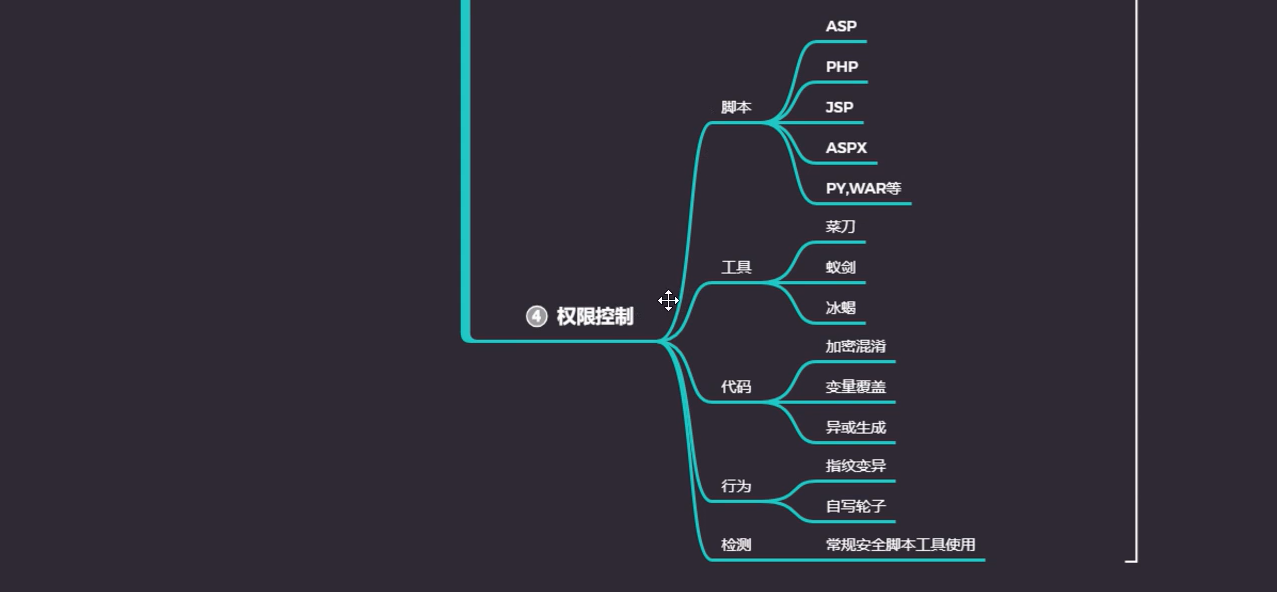 ASP
PHP
脚本
JSP
ASPX
PY,WAR等
菜刀
工具
蚁剑
冰蝎
④ 权限控制
加密混淆
代码
变量覆盖
异或生成
指纹变异
行为
自写轮子
检测
常规安全脚本工具使用